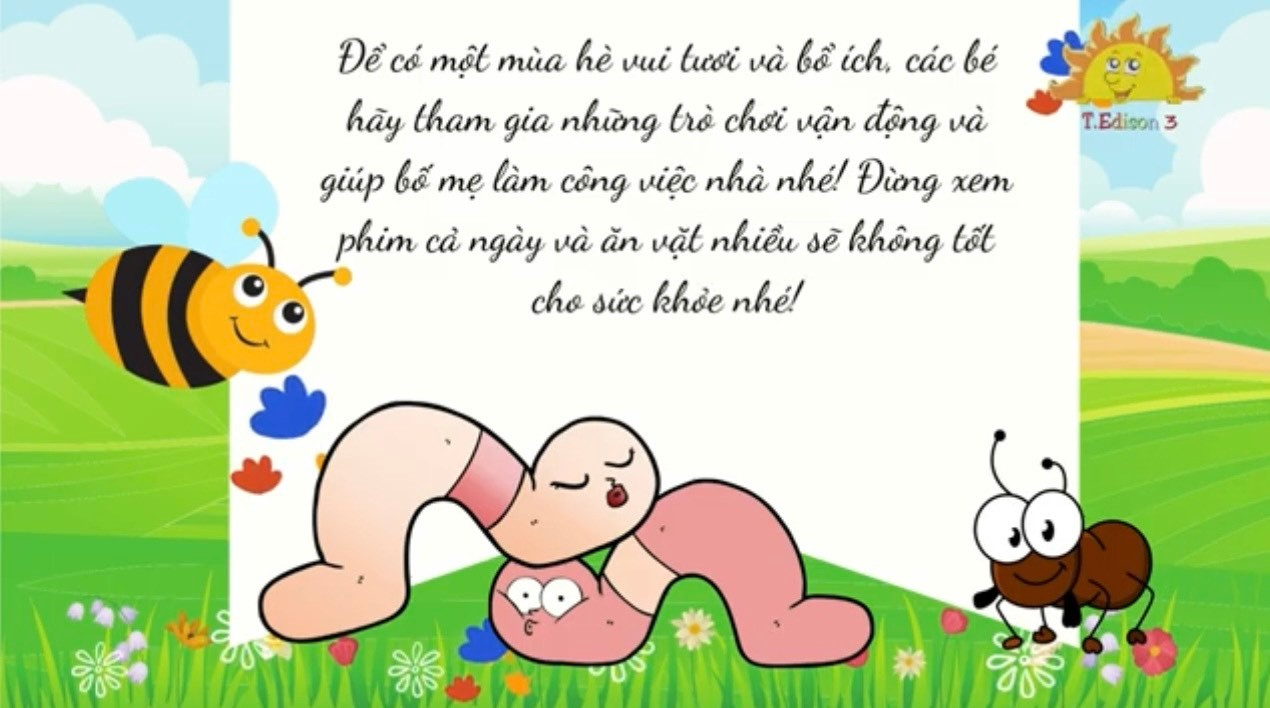 Để có một mùa hè vui tươi và bổ ích, các bé
hãy tham gia những trò chơi vận động và
giúp bố mẹ làm công việc nhà nhé! Đừng xem
phim cả ngày và ăn vặt nhiều sẽ không tốt
cho sức khỏe nhé!
T.Edison 3